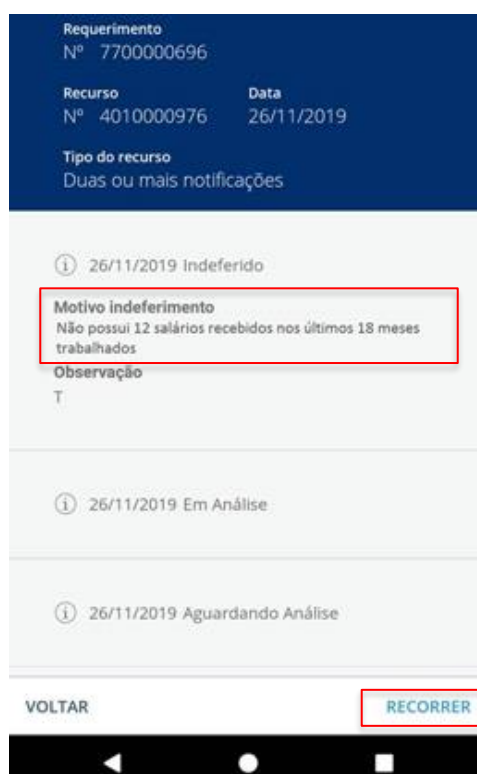 Requerimento
Nº 7700000696
Recurso Data
Nº 4010000976 26/11/2019
Tipo do recurso
Duas ou mais notificações
26/11/2019 Indeferido
Motivo indeferimento
Não possui 12 salários recebidos nos últimos 18 meses
trabalhados
Observação
T
26/11/2019 Em Análise
26/11/2019 Aguardando Análise
VOLTAR RECORRER